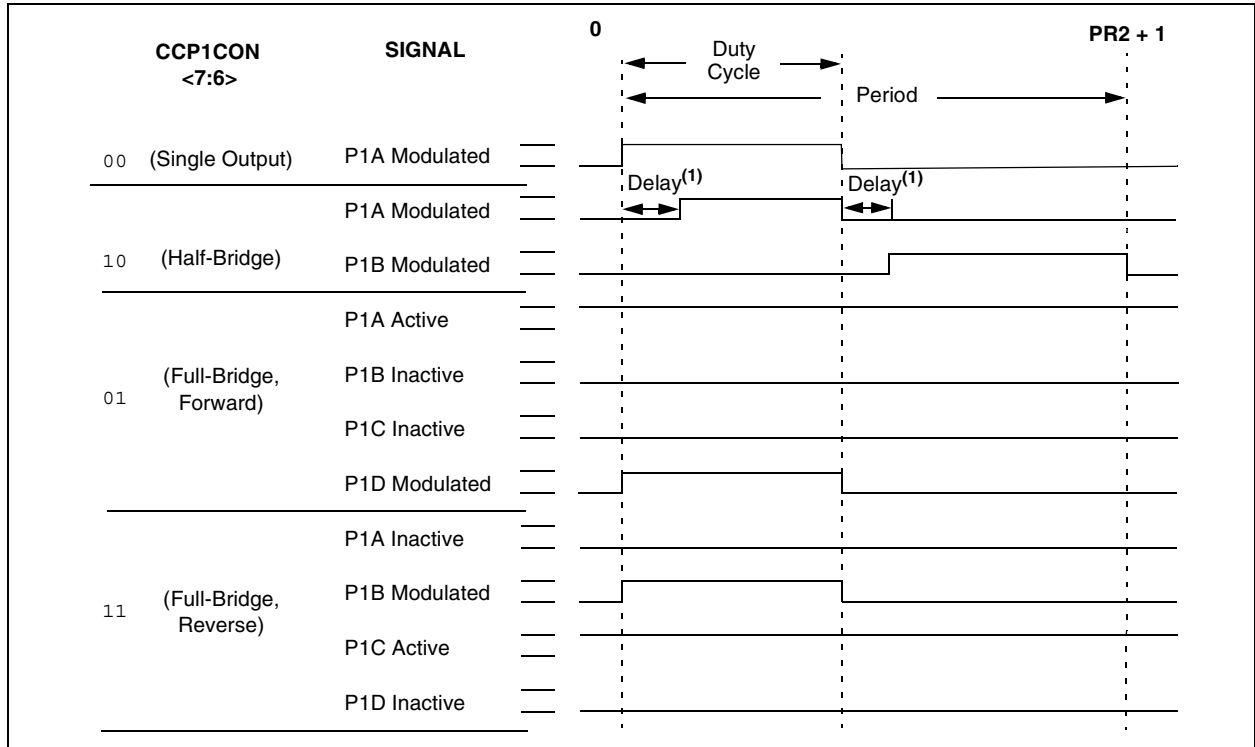 CCP1CON
<7:6>
SIGNAL
0
Duty
Cycle
PR2 + 1
Period
00 (Single Output) P1A Modulated
Delay(1) Delay(1)
P1A Modulated
10 (Half-Bridge) P1B Modulated
P1A Active
01 (Full-Bridge,
Forward)
P1B Inactive
P1C Inactive
P1D Modulated
P1A Inactive
11 (Full-Bridge,
Reverse)
P1B Modulated
P1C Active
P1D Inactive